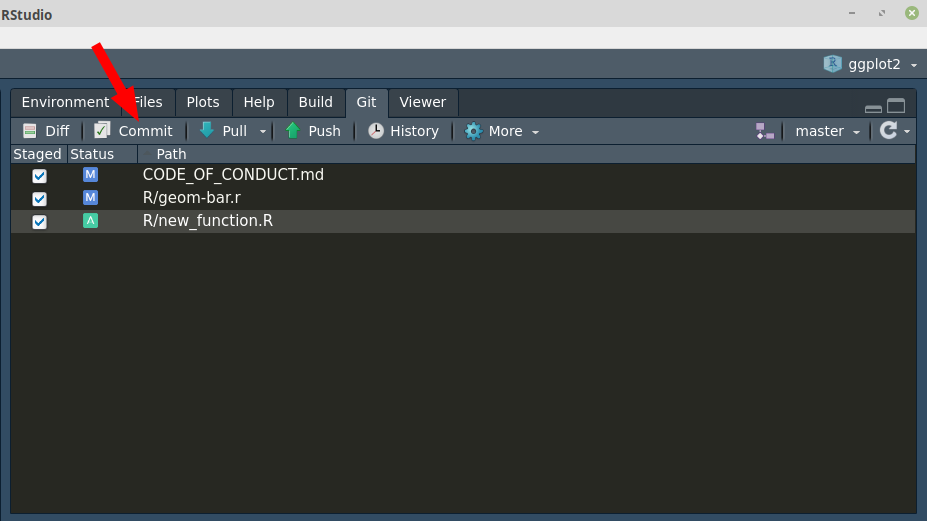 RStudio
ggplot2
Environment Files Plots Help Build Git Viewer
Diff Commit Pull Push History More master
Staged Status Path
M CODE_OF_CONDUCT.md
M R/geom-bar.r
A R/new_function.R